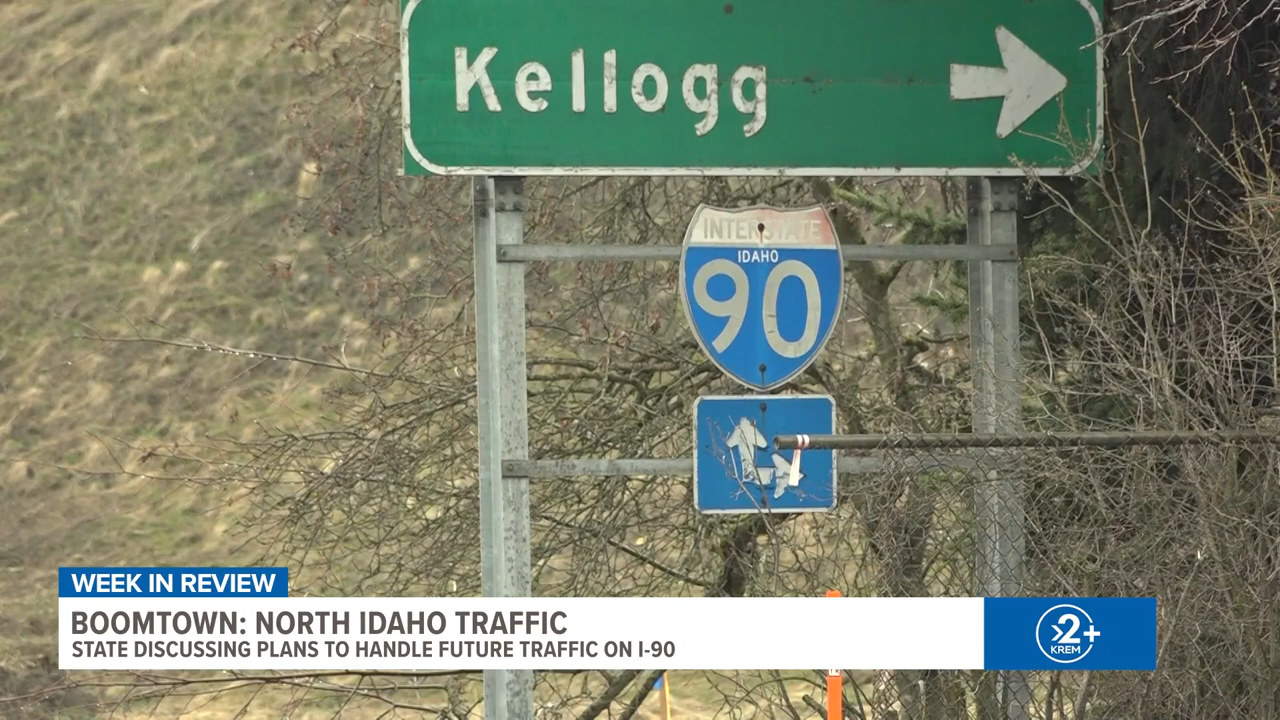 Kellogg
INTERSTATE
IDAHO
90
WEEK IN REVIEW
BOOMTOWN: NORTH IDAHO TRAFFIC
STATE DISCUSSING PLANS TO HANDLE FUTURE TRAFFIC ON I-90
2+
KREM